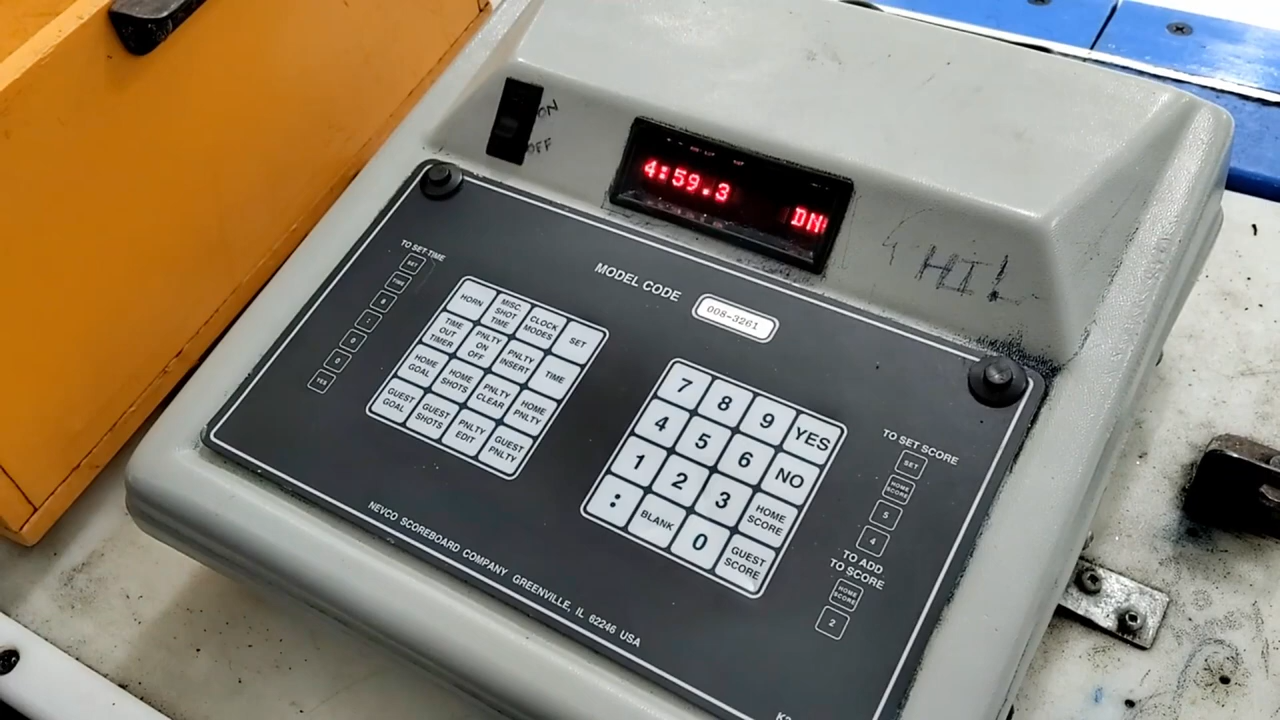 ON
OFF
4:59.3 DN
HI!
MODEL CODE 008-3261
TO SET TIME
SET
TIME
YES
HORN
MISC. SHOT TIME
CLOCK MODES
SET
TIME OUT TIMER
PNLTY ON OFF
PNLTY INSERT
TIME
HOME GOAL
HOME SHOTS
PNLTY CLEAR
HOME PNLTY
GUEST GOAL
GUEST SHOTS
PNLTY EDIT
GUEST PNLTY
7 8 9 YES
4 5 6 NO
1 2 3 HOME SCORE
: BLANK 0 GUEST SCORE
TO SET SCORE
SET
HOME SCORE
5
4
TO ADD
TO SCORE
HOME SCORE
2
NEVCO SCOREBOARD COMPANY GREENVILLE, IL 62246 USA